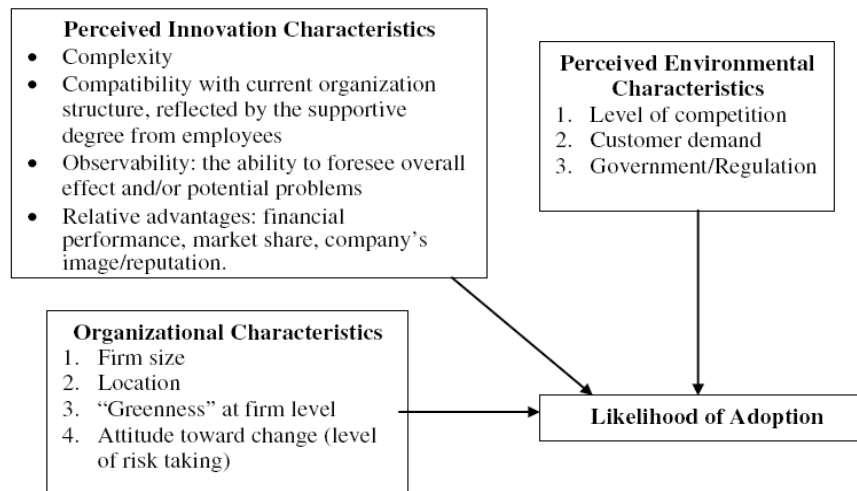 Perceived Innovation Characteristics
• Complexity
• Compatibility with current organization
structure, reflected by the supportive
degree from employees
• Observability: the ability to foresee overall
effect and/or potential problems
• Relative advantages: financial
performance, market share, company's
image/reputation.
Perceived Environmental
Characteristics
1. Level of competition
2. Customer demand
3. Government/Regulation
Organizational Characteristics
1. Firm size
2. Location
3. “Greenness” at firm level
4. Attitude toward change (level
of risk taking)
Likelihood of Adoption